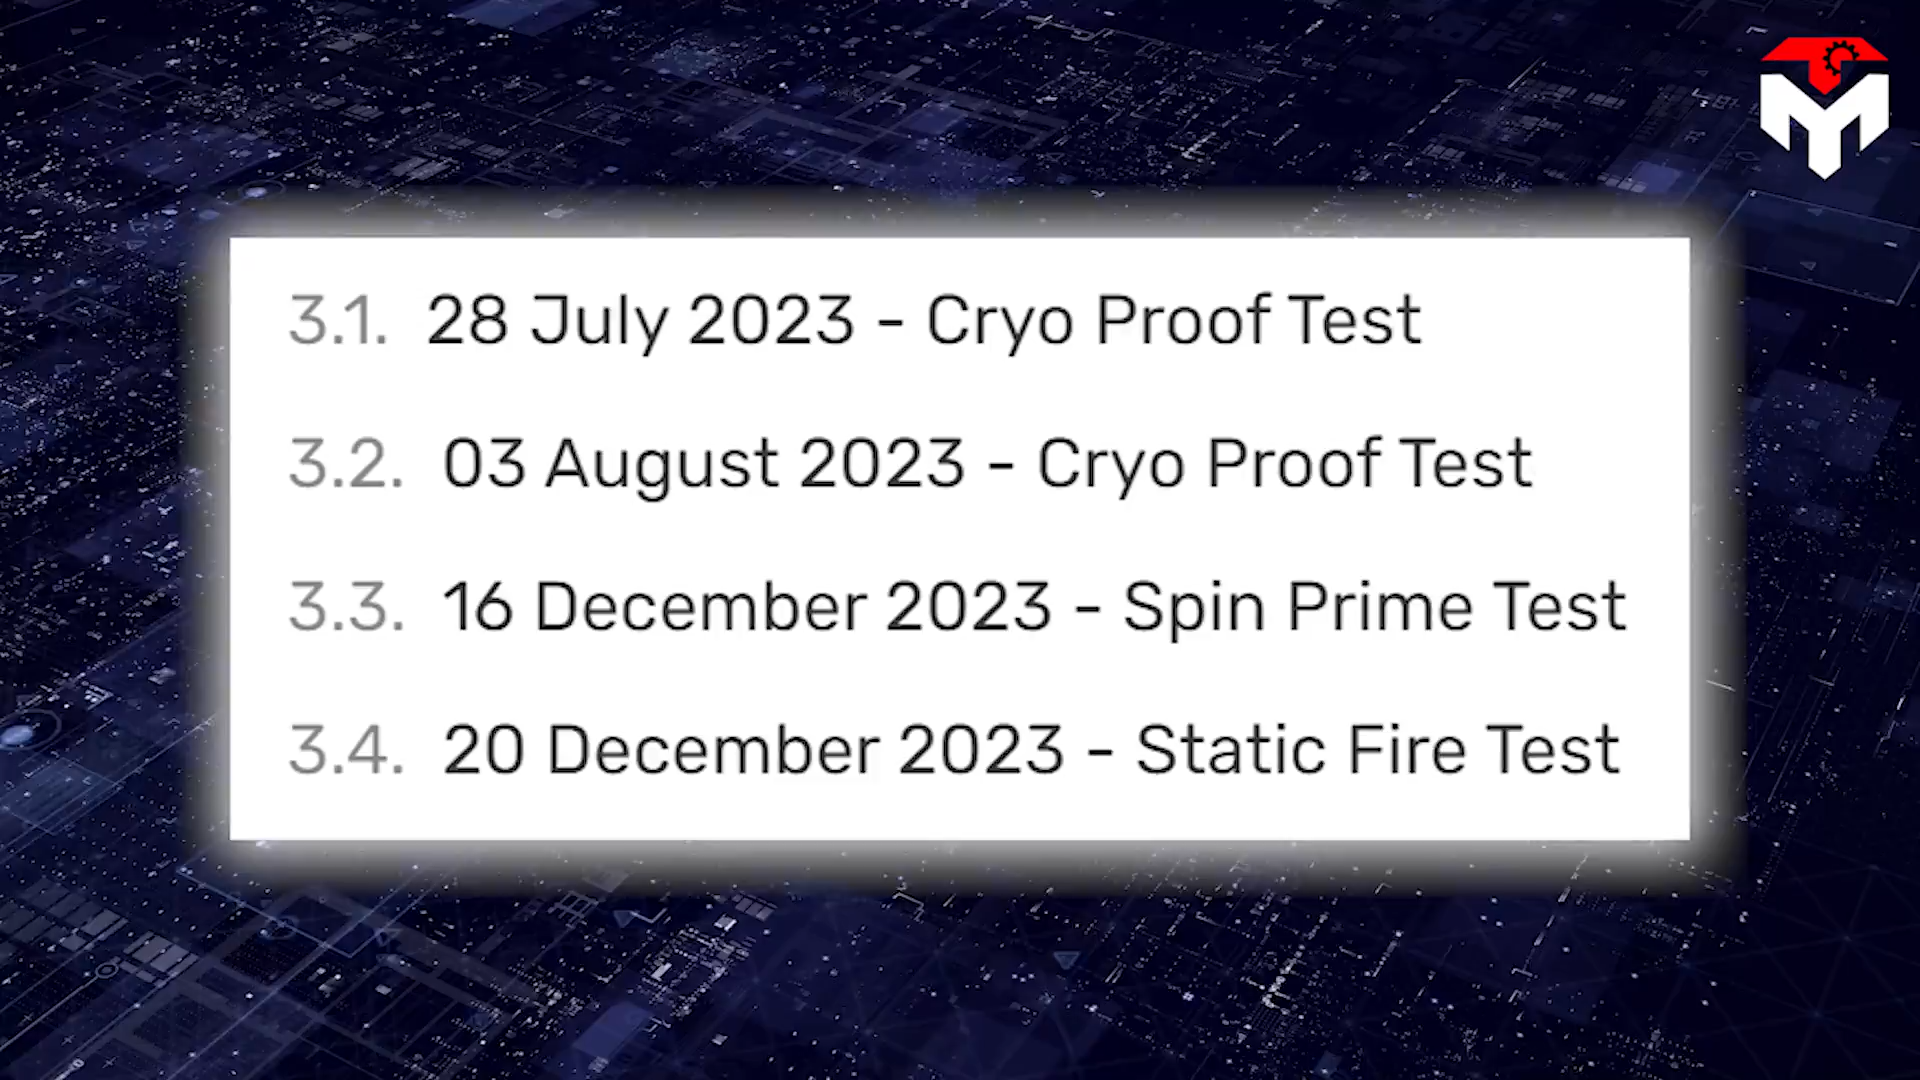 3.1. 28 July 2023 - Cryo Proof Test
3.2. 03 August 2023 - Cryo Proof Test
3.3. 16 December 2023 - Spin Prime Test
3.4. 20 December 2023 - Static Fire Test